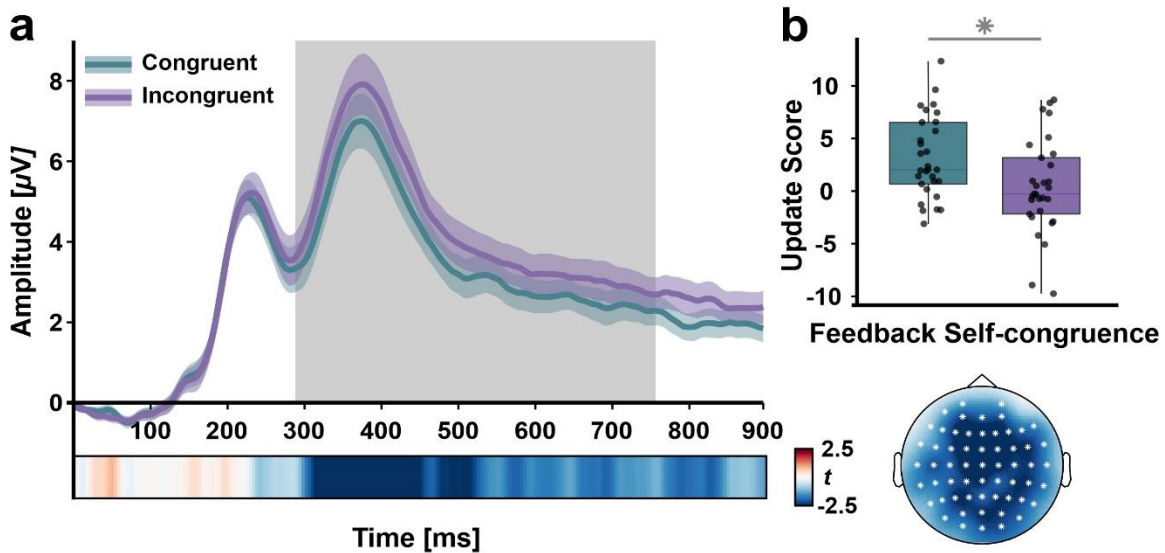 a
Congruent
Incongruent
Amplitude [µV]
8
6
4
2
0
100 200 300 400 500 600 700 800 900
Time [ms]
2.5
t
-2.5
b
*
Update Score
10
5
0
-5
-10
Feedback Self-congruence